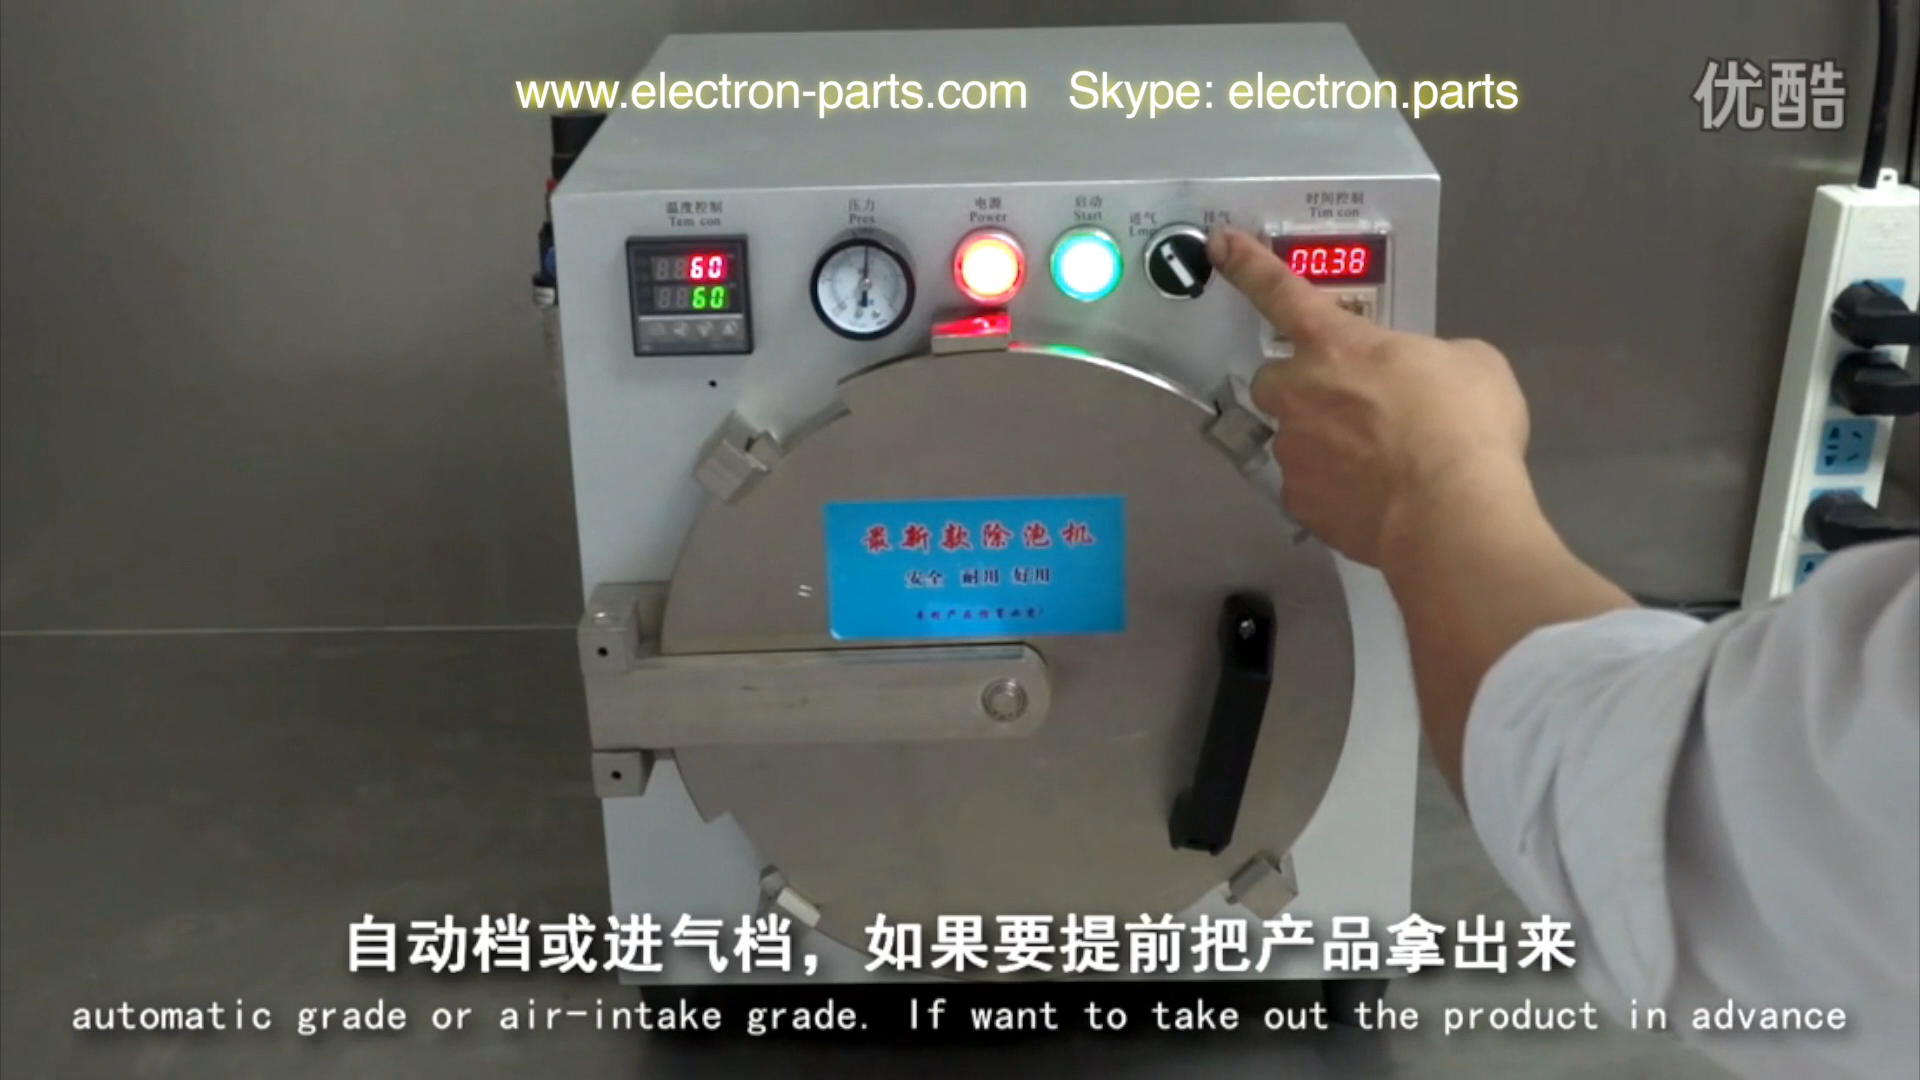 www.electron-parts.com Skype: electron.parts
优酷
温度控制
Tem con
压力
Pres
电源
Power
启动
Start
进气
排气
时间控制
Tim con
60
60
00.38
最新款除泡机
安全 耐用 好用
自动档或进气档，如果要提前把产品拿出来
automatic grade or air-intake grade. If want to take out the product in advance